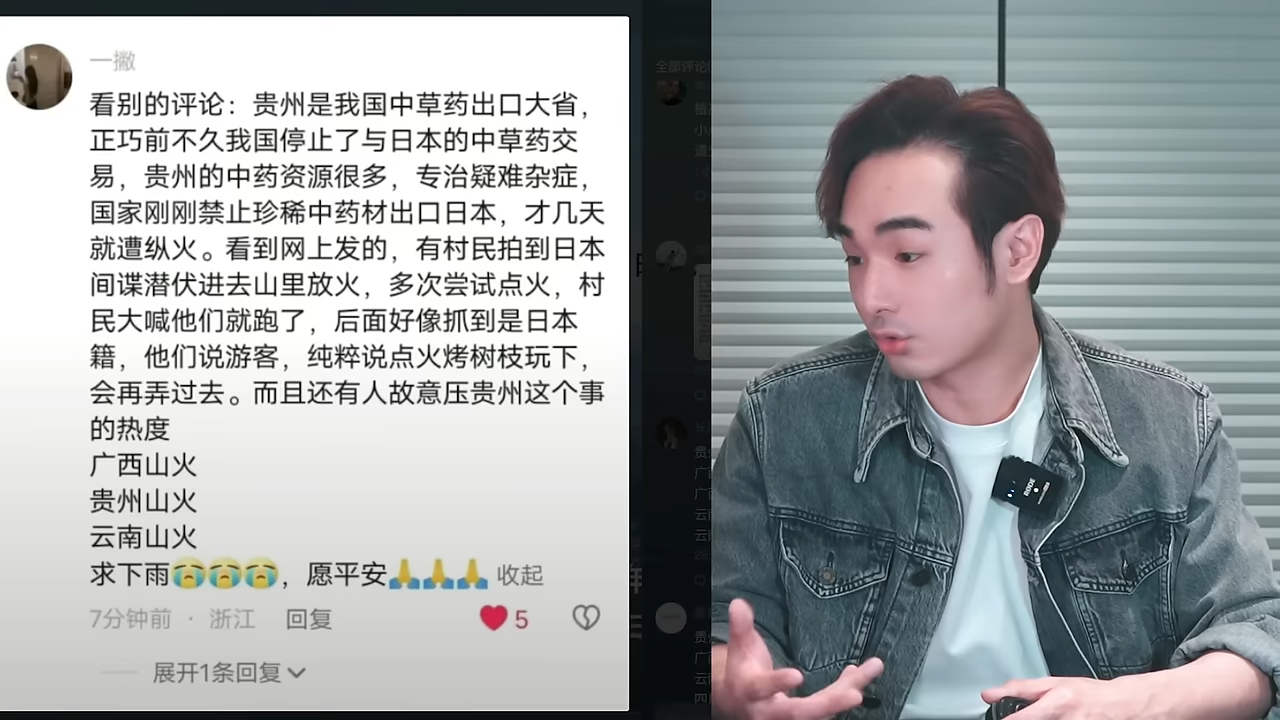 一撇
看别的评论：贵州是我国中草药出口大省，
正巧前不久我国停止了与日本的中草药交
易，贵州的中药资源很多，专治疑难杂症，
国家刚刚禁止珍稀中药材出口日本，才几天
就遭纵火。看到网上发的，有村民拍到日本
间谍潜伏进去山里放火，多次尝试点火，村
民大喊他们就跑了，后面好像抓到是日本
籍，他们说游客，纯粹说点火烤树枝玩下，
会再弄过去。而且还有人故意压贵州这个事
的热度
广西山火
贵州山火
云南山火
求下雨😭😭😭，愿平安🙏🙏🙏 收起
7分钟前 · 浙江 回复 5
展开1条回复
全部评论
RØDE